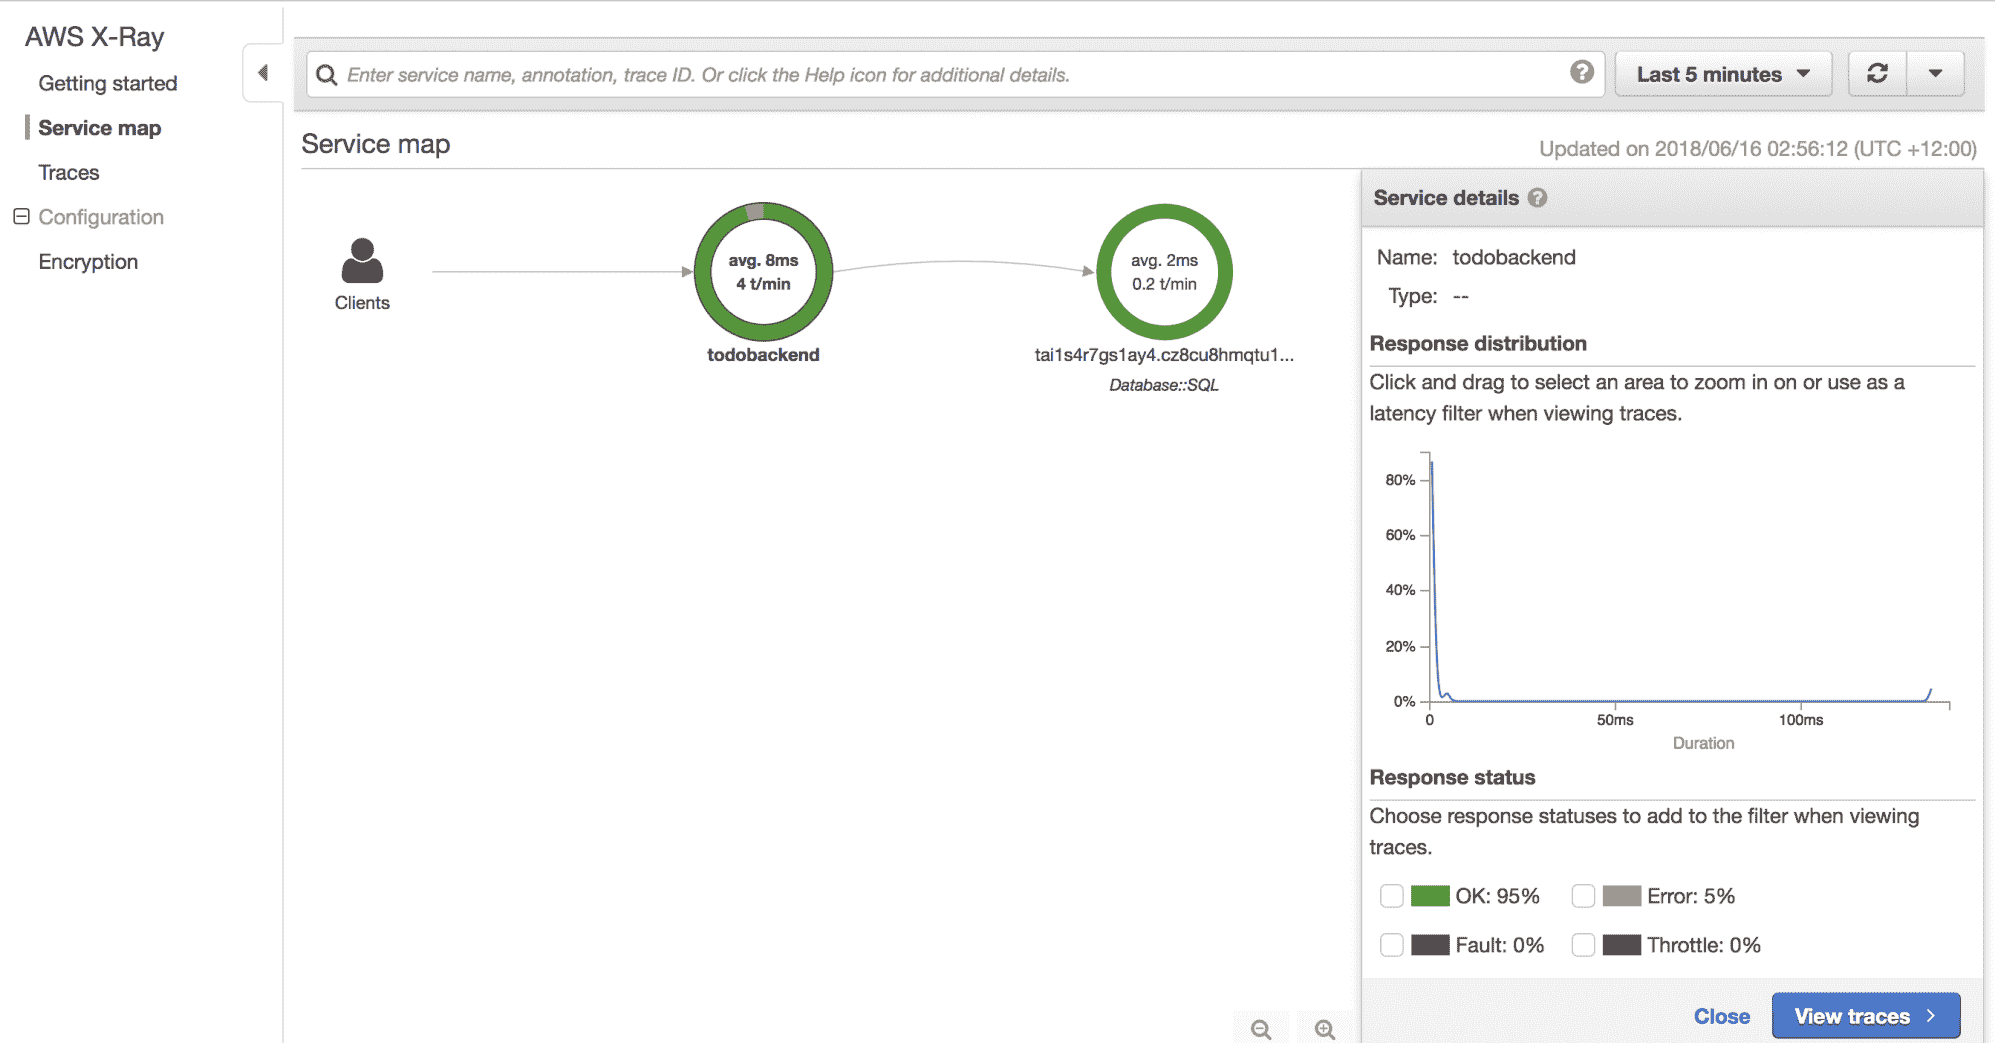 AWS X-Ray
Getting started
Service map
Traces
Configuration
Encryption
Enter service name, annotation, trace ID. Or click the Help icon for additional details.
?
Last 5 minutes
Service map
Updated on 2018/06/16 02:56:12 (UTC +12:00)
Clients
avg. 8ms
4 t/min
todobackend
avg. 2ms
0.2 t/min
tai1s4r7gs1ay4.cz8cu8hmqtu1...
Database::SQL
Service details ?
Name: todobackend
Type: --
Response distribution
Click and drag to select an area to zoom in on or use as a
latency filter when viewing traces.
80%
60%
40%
20%
0%
0 50ms 100ms
Duration
Response status
Choose response statuses to add to the filter when viewing
traces.
OK: 95% Error: 5%
Fault: 0% Throttle: 0%
Close View traces